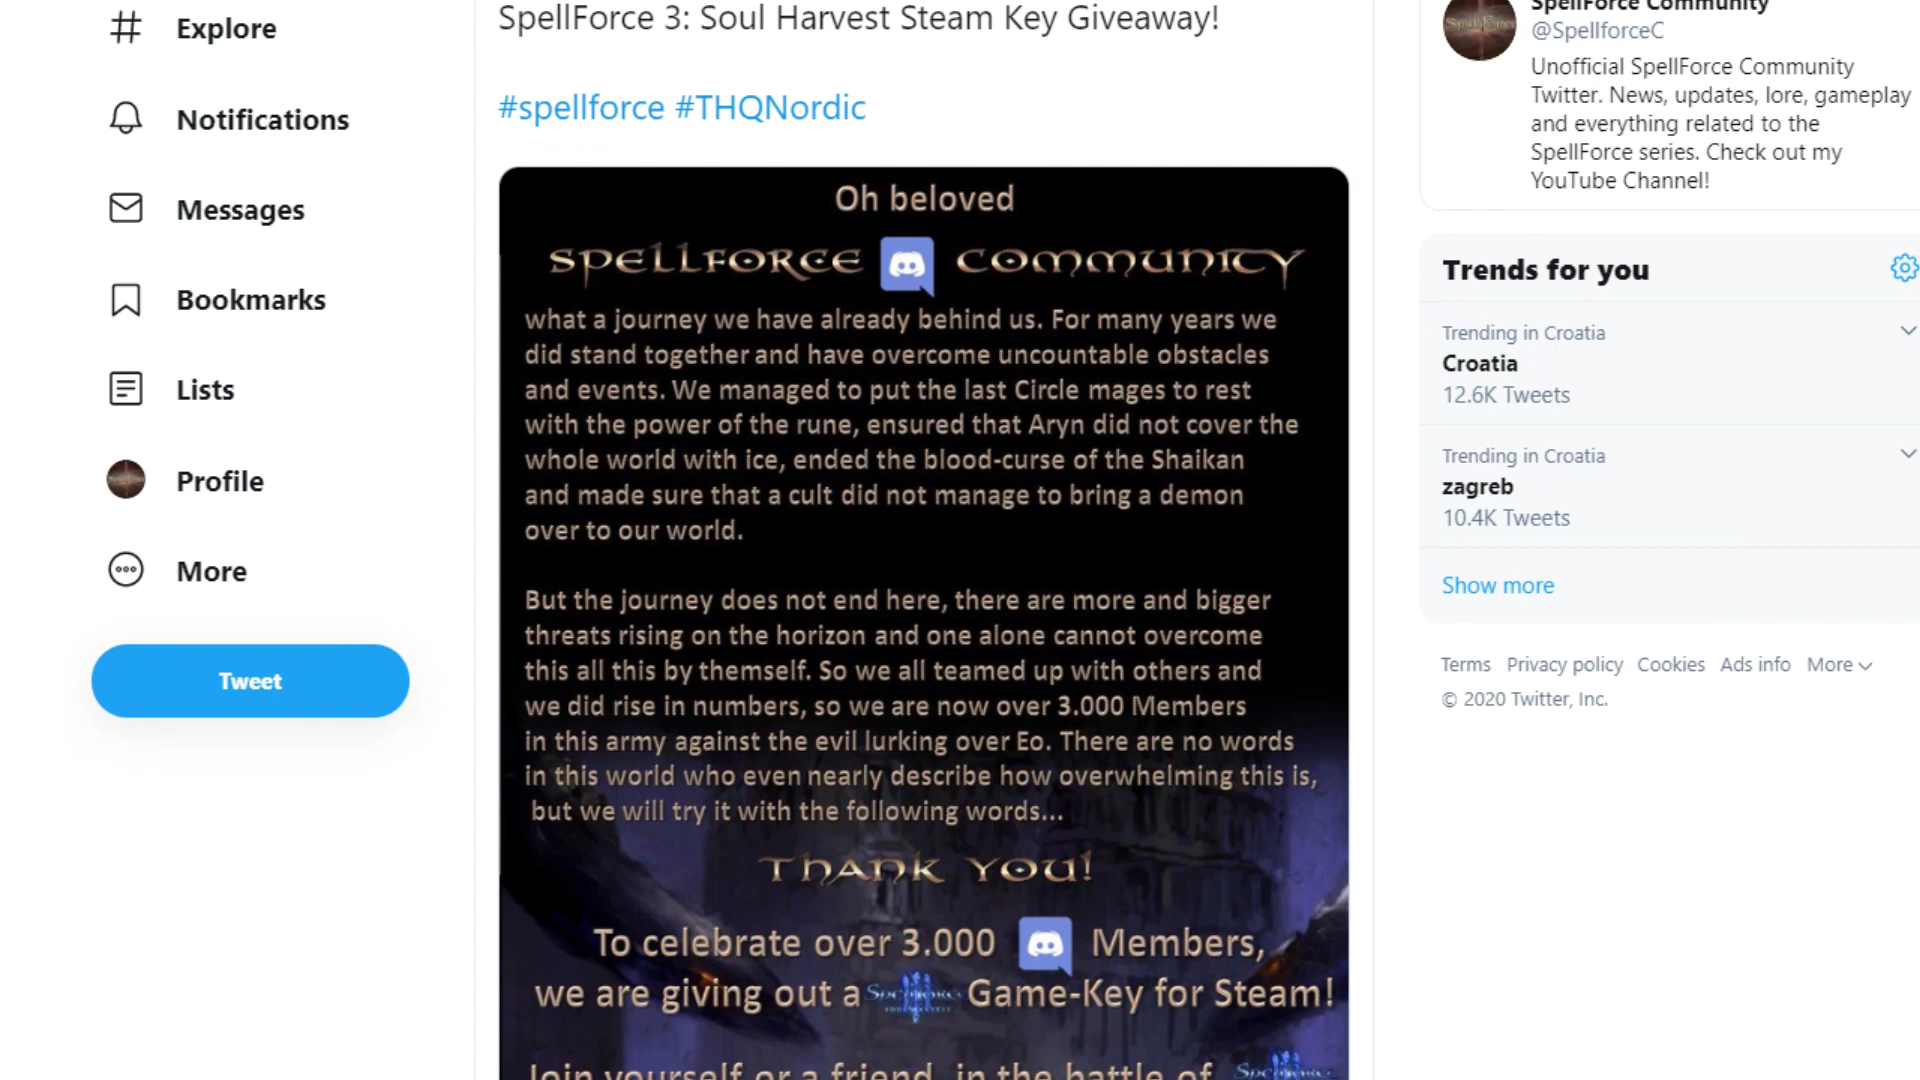 Explore
Notifications
Messages
Bookmarks
Lists
Profile
More
Tweet
SpellForce 3: Soul Harvest Steam Key Giveaway!
#spellforce #THQNordic
Oh beloved
SPELLFORCE COMMUNITY
what a journey we have already behind us. For many years we
did stand together and have overcome uncountable obstacles
and events. We managed to put the last Circle mages to rest
with the power of the rune, ensured that Aryn did not cover the
whole world with ice, ended the blood-curse of the Shaikan
and made sure that a cult did not manage to bring a demon
over to our world.
But the journey does not end here, there are more and bigger
threats rising on the horizon and one alone cannot overcome
this all this by themself. So we all teamed up with others and
we did rise in numbers, so we are now over 3.000 Members
in this army against the evil lurking over Eo. There are no words
in this world who even nearly describe how overwhelming this is,
but we will try it with the following words...
THANK YOU!
To celebrate over 3.000 Members,
we are giving out a SpellForce Game-Key for Steam!
Join yourself or a friend, in the battle of SpellForce
SpellForce Community
@SpellforceC
Unofficial SpellForce Community
Twitter. News, updates, lore, gameplay
and everything related to the
SpellForce series. Check out my
YouTube Channel!
Trends for you
Trending in Croatia
Croatia
12.6K Tweets
Trending in Croatia
zagreb
10.4K Tweets
Show more
Terms Privacy policy Cookies Ads info More
© 2020 Twitter, Inc.